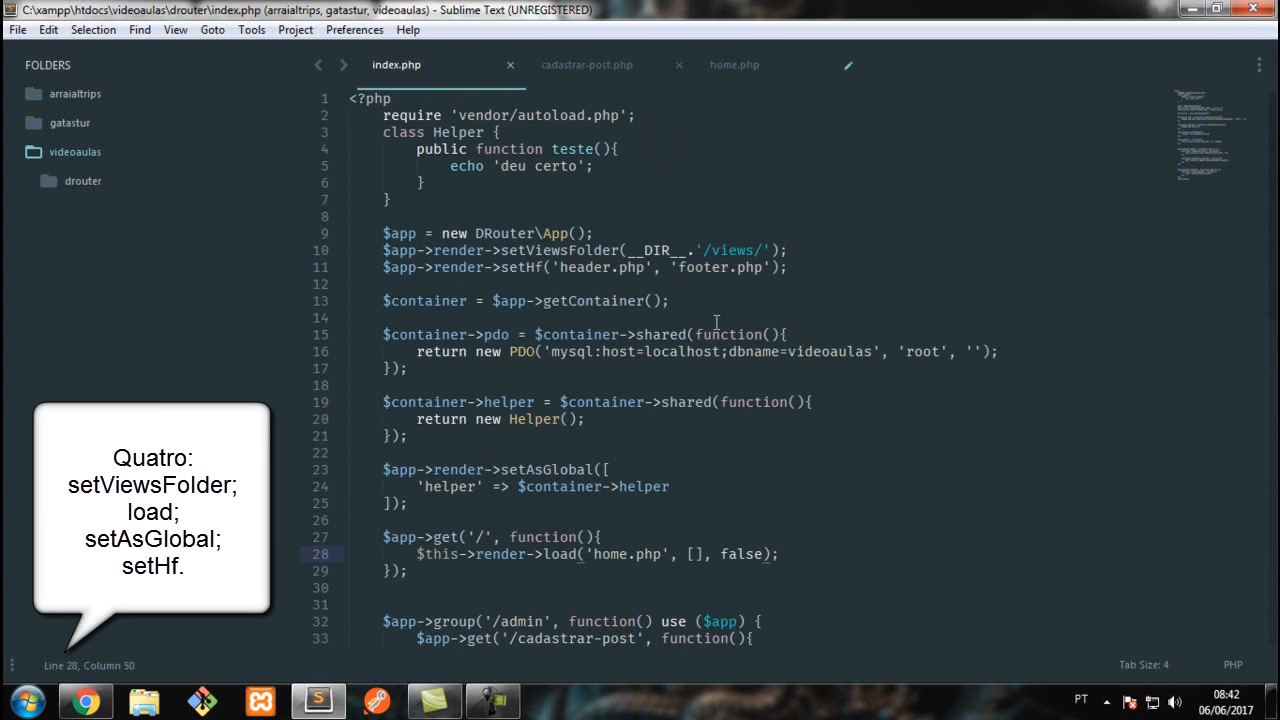 C:\xampp\htdocs\videoaulas\drouter\index.php (arraialtrips, gatastur, videoaulas) - Sublime Text (UNREGISTERED)
File Edit Selection Find View Goto Tools Project Preferences Help
FOLDERS
arraialtrips
gatastur
videoaulas
drouter
index.php cadastrar-post.php home.php
1 <?php
2 require 'vendor/autoload.php';
3 class Helper {
4 public function teste(){
5 echo 'deu certo';
6 }
7 }
8
9 $app = new DRouter\App();
10 $app->render->setViewsFolder(__DIR__.'/views/');
11 $app->render->setHf('header.php', 'footer.php');
12
13 $container = $app->getContainer();
14
15 $container->pdo = $container->shared(function(){
16 return new PDO('mysql:host=localhost;dbname=videoaulas', 'root', '');
17 });
18
19 $container->helper = $container->shared(function(){
20 return new Helper();
21 });
22
23 $app->render->setAsGlobal([
24 'helper' => $container->helper
25 ]);
26
27 $app->get('/', function(){
28 $this->render->load('home.php', [], false);
29 });
30
31
32 $app->group('/admin', function() use ($app) {
33 $app->get('/cadastrar-post', function(){
Quatro:
setViewsFolder;
load;
setAsGlobal;
setHf.
Line 28, Column 50
Tab Size: 4 PHP
PT
08:42
06/06/2017